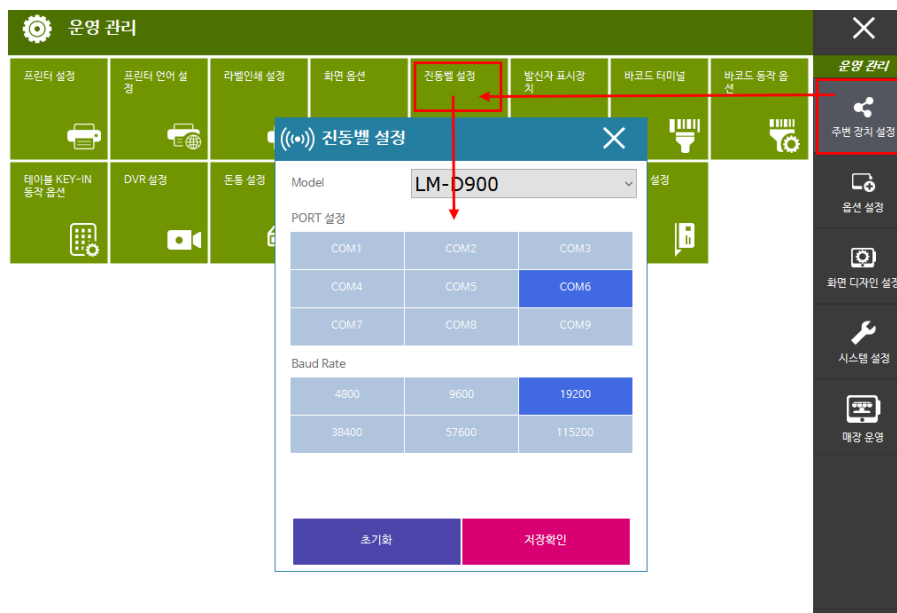 운영 관리
프린터 설정
프린터 언어 설
정
라벨인쇄 설정
화면 옵션
진동벨 설정
발신자 표시장
치
바코드 터미널
바코드 동작 옵
션
테이블 KEY-IN
동작 옵션
DVR 설정
돈통 설정
설정
((•)) 진동벨 설정
Model
LM-D900
PORT 설정
COM1
COM2
COM3
COM4
COM5
COM6
COM7
COM8
COM9
Baud Rate
4800
9600
19200
38400
57600
115200
초기화
저장확인
운영 관리
주변 장치 설정
옵션 설정
화면 디자인 설정
시스템 설정
매장 운영